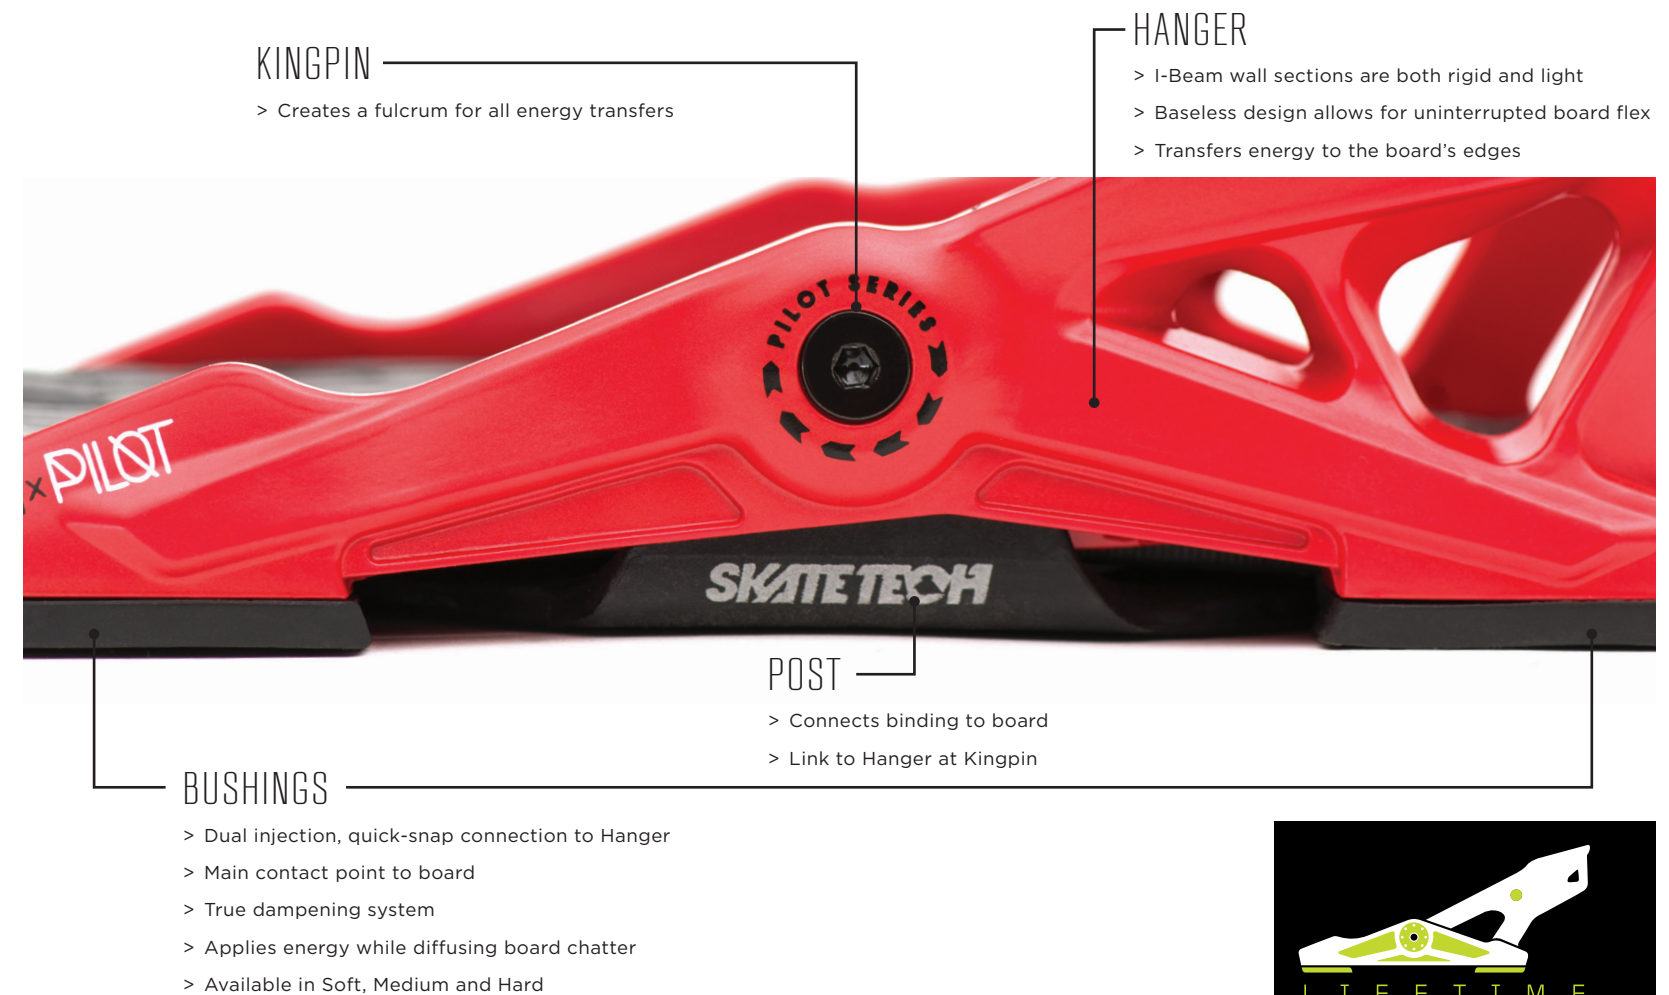 HANGER
> I-Beam wall sections are both rigid and light
> Baseless design allows for uninterrupted board flex
> Transfers energy to the board's edges
KINGPIN
> Creates a fulcrum for all energy transfers
PILOT SERIES
x PILOT
SKATE TECH
POST
> Connects binding to board
> Link to Hanger at Kingpin
BUSHINGS
> Dual injection, quick-snap connection to Hanger
> Main contact point to board
> True dampening system
> Applies energy while diffusing board chatter
> Available in Soft, Medium and Hard
LIFETIME